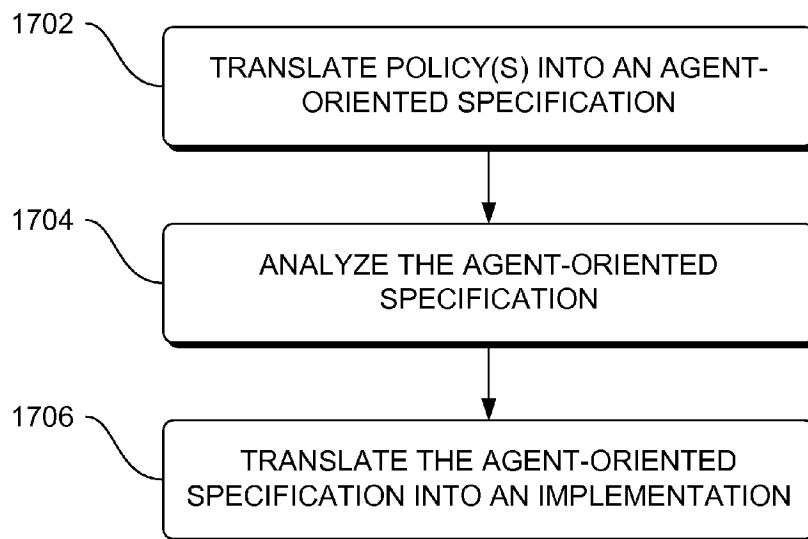 1702
TRANSLATE POLICY(S) INTO AN AGENT-
ORIENTED SPECIFICATION
1704
ANALYZE THE AGENT-ORIENTED
SPECIFICATION
1706
TRANSLATE THE AGENT-ORIENTED
SPECIFICATION INTO AN IMPLEMENTATION